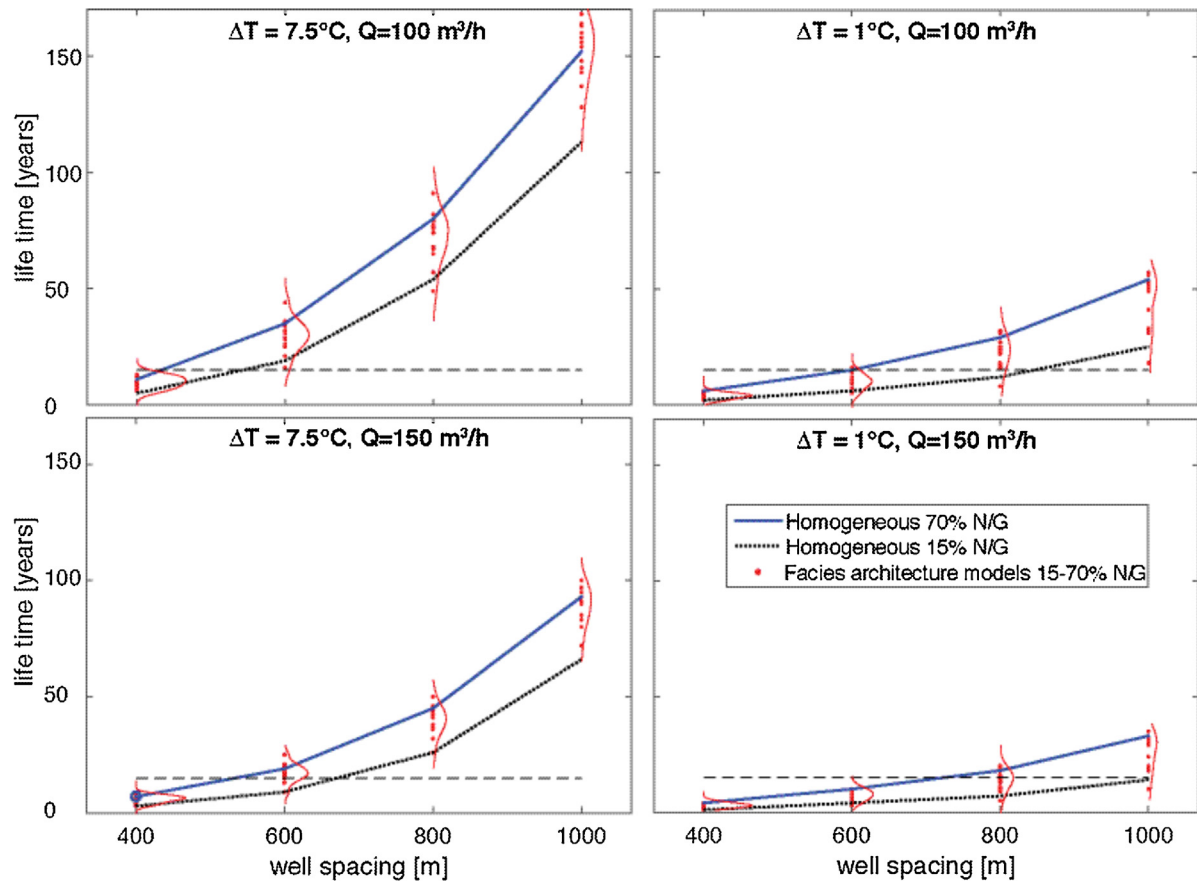 ΔT = 7.5°C, Q=100 m³/h
ΔT = 1°C, Q=100 m³/h
life time [years]
150
100
50
0
ΔT = 7.5°C, Q=150 m³/h
ΔT = 1°C, Q=150 m³/h
life time [years]
150
100
50
0
Homogeneous 70% N/G
Homogeneous 15% N/G
Facies architecture models 15-70% N/G
400 600 800 1000
400 600 800 1000
well spacing [m]
well spacing [m]